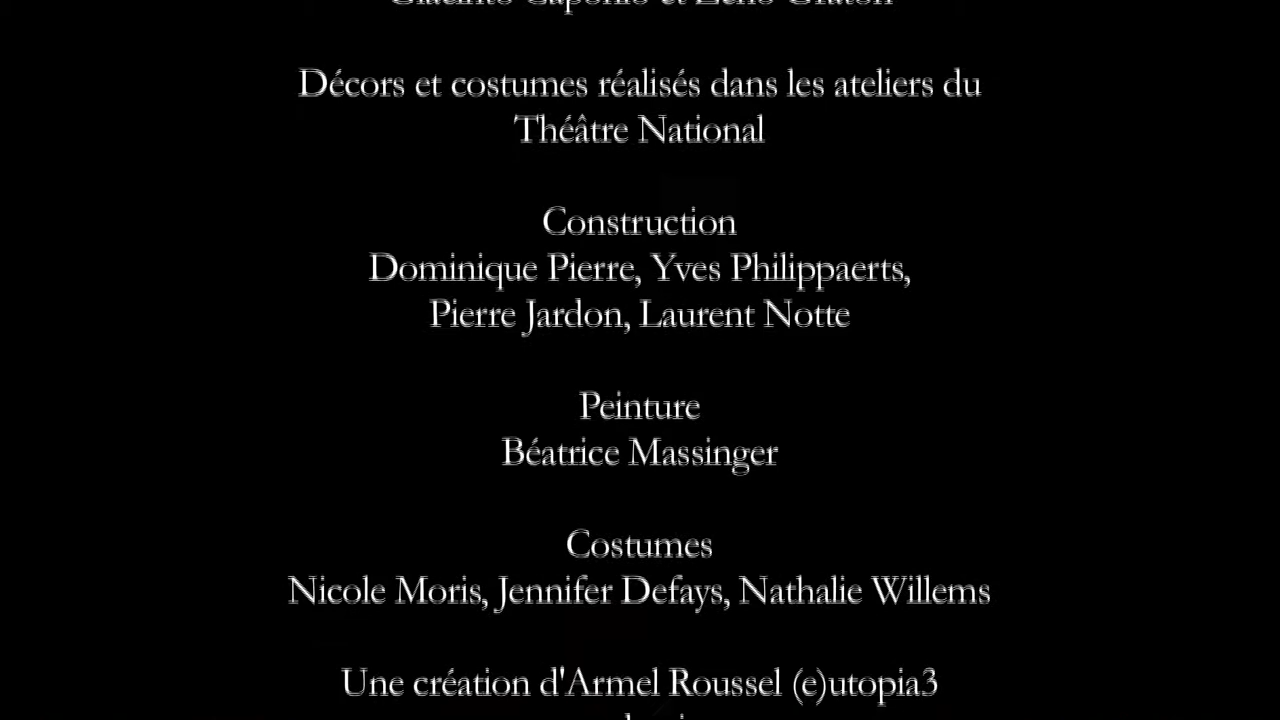 Décors et costumes réalisés dans les ateliers du
Théâtre National
Construction
Dominique Pierre, Yves Philippaerts,
Pierre Jardon, Laurent Notte
Peinture
Béatrice Massinger
Costumes
Nicole Moris, Jennifer Defays, Nathalie Willems
Une création d'Armel Roussel (e)utopia3